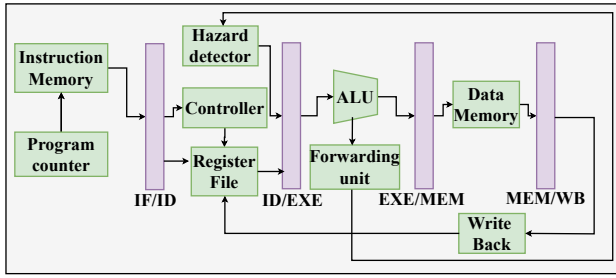 Hazard
detector
Instruction
Memory
Controller
ALU
Data
Memory
Program
counter
Register
File
Forwarding
unit
IF/ID
ID/EXE
EXE/MEM
MEM/WB
Write
Back